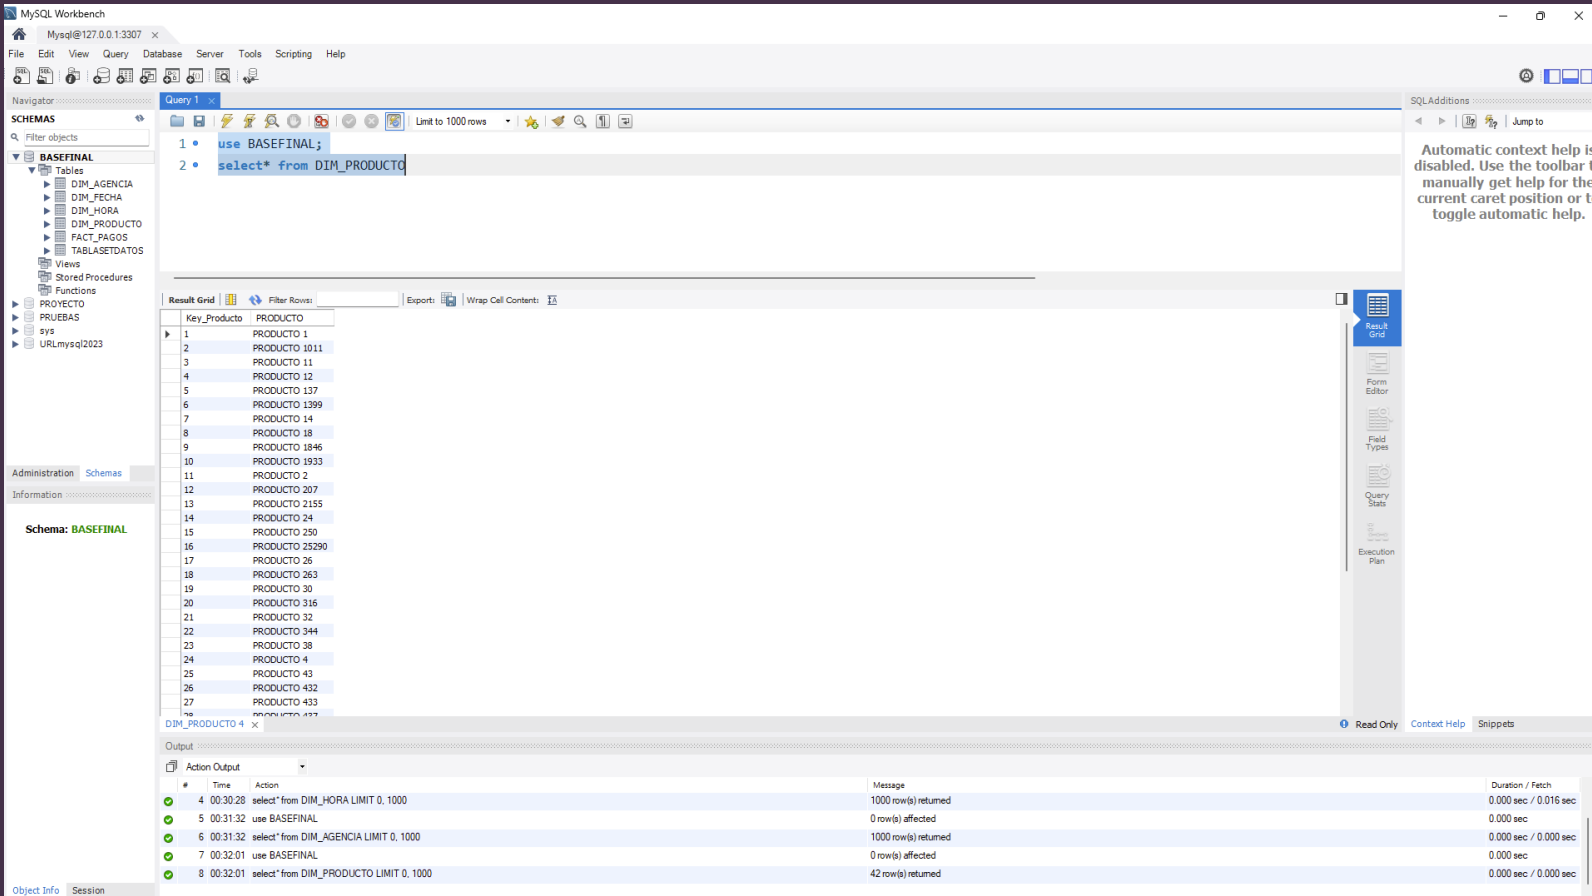 MySQL Workbench
Mysql@127.0.0.1:3307
File Edit View Query Database Server Tools Scripting Help
Navigator
SCHEMAS
Filter objects
BASEFINAL
Tables
DIM_AGENCIA
DIM_FECHA
DIM_HORA
DIM_PRODUCTO
FACT_PAGOS
TABLASETDATOS
Views
Stored Procedures
Functions
PROYECTO
PRUEBAS
sys
URLmysql2023
Administration Schemas
Information
Schema: BASEFINAL
Object Info Session
Query 1
Limit to 1000 rows
1 use BASEFINAL;
2 select* from DIM_PRODUCTO
Result Grid Filter Rows: Export: Wrap Cell Content:
Key_Producto PRODUCTO
1 PRODUCTO 1
2 PRODUCTO 1011
3 PRODUCTO 11
4 PRODUCTO 12
5 PRODUCTO 137
6 PRODUCTO 1399
7 PRODUCTO 14
8 PRODUCTO 18
9 PRODUCTO 1846
10 PRODUCTO 1933
11 PRODUCTO 2
12 PRODUCTO 207
13 PRODUCTO 2155
14 PRODUCTO 24
15 PRODUCTO 250
16 PRODUCTO 25290
17 PRODUCTO 26
18 PRODUCTO 263
19 PRODUCTO 30
20 PRODUCTO 316
21 PRODUCTO 32
22 PRODUCTO 344
23 PRODUCTO 38
24 PRODUCTO 4
25 PRODUCTO 43
26 PRODUCTO 432
27 PRODUCTO 433
28 PRODUCTO 437
DIM_PRODUCTO 4
Read Only
Result
Grid
Form
Editor
Field
Types
Query
Stats
Execution
Plan
SQLAdditions
Jump to
Automatic context help is
disabled. Use the toolbar
manually get help for the
current caret position or
toggle automatic help.
Context Help Snippets
Output
Action Output
# Time Action Message Duration / Fetch
4 00:30:28 select* from DIM_HORA LIMIT 0, 1000 1000 row(s) returned 0.000 sec / 0.016 sec
5 00:31:32 use BASEFINAL 0 row(s) affected 0.000 sec
6 00:31:32 select* from DIM_AGENCIA LIMIT 0, 1000 1000 row(s) returned 0.000 sec / 0.000 sec
7 00:32:01 use BASEFINAL 0 row(s) affected 0.000 sec
8 00:32:01 select* from DIM_PRODUCTO LIMIT 0, 1000 42 row(s) returned 0.000 sec / 0.000 sec